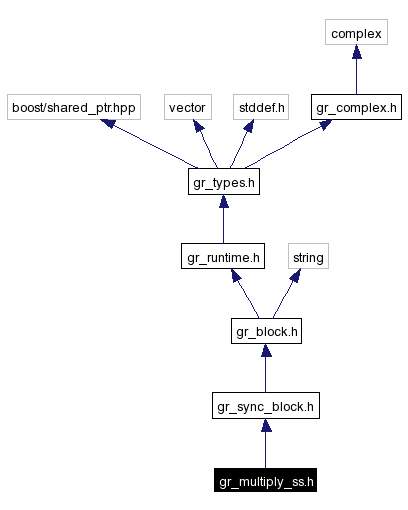 complex
boost/shared_ptr.hpp
vector
stddef.h
gr_complex.h
gr_types.h
gr_runtime.h
string
gr_block.h
gr_sync_block.h
gr_multiply_ss.h